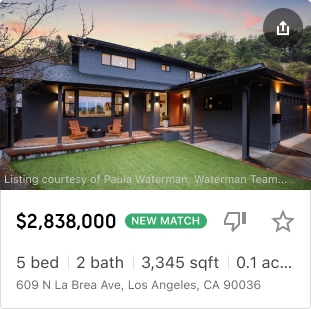 Listing courtesy of Paula Waterman, Waterman Team...
$2,838,000 NEW MATCH
5 bed 2 bath 3,345 sqft 0.1 ac...
609 N La Brea Ave, Los Angeles, CA 90036